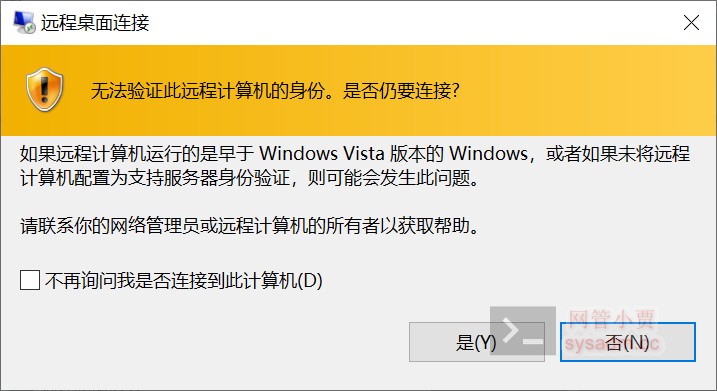 远程桌面连接
无法验证此远程计算机的身份。是否仍要连接?
如果远程计算机运行的是早于 Windows Vista 版本的 Windows，或者如果未将远程
计算机配置为支持服务器身份验证，则可能会发生此问题。
请联系你的网络管理员或远程计算机的所有者以获取帮助。
不再询问我是否连接到此计算机(D)
网管小贾
是(Y)
否(N)